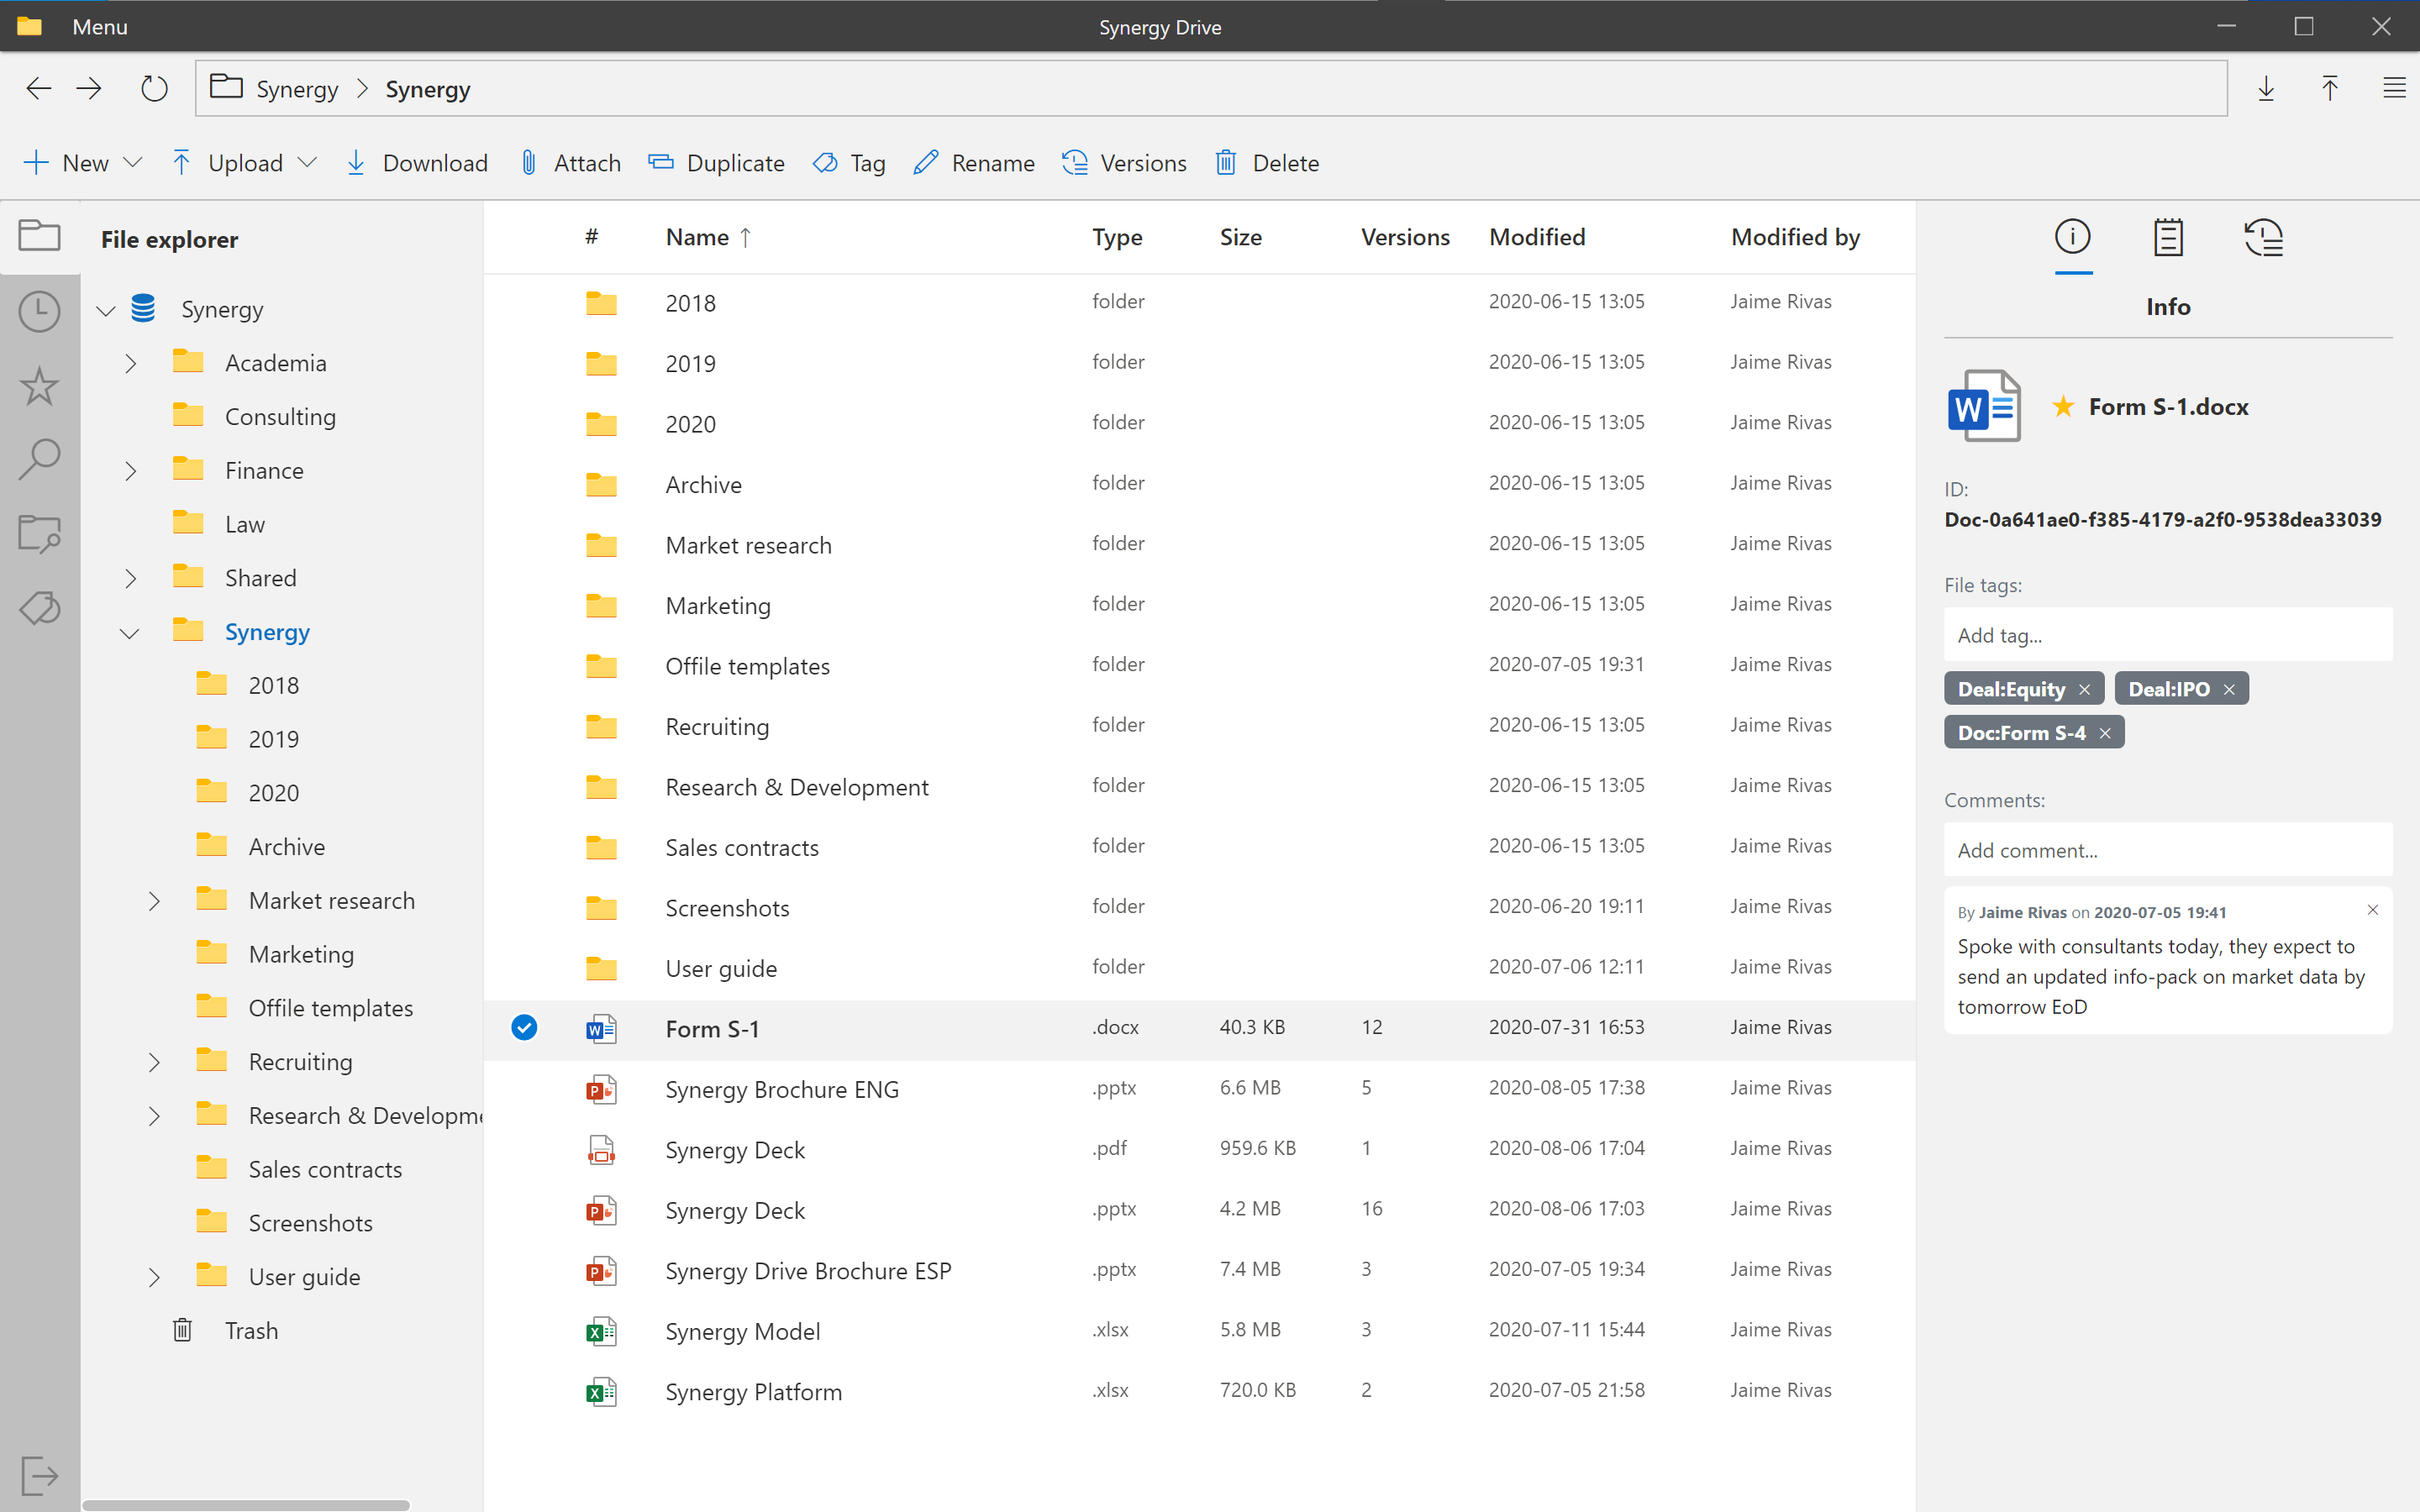 Menu
Synergy Drive
Synergy > Synergy
New Upload Download Attach Duplicate Tag Rename Versions Delete
File explorer
Synergy
Academia
Consulting
Finance
Law
Shared
Synergy
2018
2019
2020
Archive
Market research
Marketing
Offile templates
Recruiting
Research & Developme
Sales contracts
Screenshots
User guide
Trash
# Name ↑ Type Size Versions Modified Modified by
2018 folder 2020-06-15 13:05 Jaime Rivas
2019 folder 2020-06-15 13:05 Jaime Rivas
2020 folder 2020-06-15 13:05 Jaime Rivas
Archive folder 2020-06-15 13:05 Jaime Rivas
Market research folder 2020-06-15 13:05 Jaime Rivas
Marketing folder 2020-06-15 13:05 Jaime Rivas
Offile templates folder 2020-07-05 19:31 Jaime Rivas
Recruiting folder 2020-06-15 13:05 Jaime Rivas
Research & Development folder 2020-06-15 13:05 Jaime Rivas
Sales contracts folder 2020-06-15 13:05 Jaime Rivas
Screenshots folder 2020-06-20 19:11 Jaime Rivas
User guide folder 2020-07-06 12:11 Jaime Rivas
Form S-1 .docx 40.3 KB 12 2020-07-31 16:53 Jaime Rivas
Synergy Brochure ENG .pptx 6.6 MB 5 2020-08-05 17:38 Jaime Rivas
Synergy Deck .pdf 959.6 KB 1 2020-08-06 17:04 Jaime Rivas
Synergy Deck .pptx 4.2 MB 16 2020-08-06 17:03 Jaime Rivas
Synergy Drive Brochure ESP .pptx 7.4 MB 3 2020-07-05 19:34 Jaime Rivas
Synergy Model .xlsx 5.8 MB 3 2020-07-11 15:44 Jaime Rivas
Synergy Platform .xlsx 720.0 KB 2 2020-07-05 21:58 Jaime Rivas
Info
Form S-1.docx
ID:
Doc-0a641ae0-f385-4179-a2f0-9538dea33039
File tags:
Add tag...
Deal:Equity × Deal:IPO ×
Doc:Form S-4 ×
Comments:
Add comment...
By Jaime Rivas on 2020-07-05 19:41
Spoke with consultants today, they expect to
send an updated info-pack on market data by
tomorrow EoD